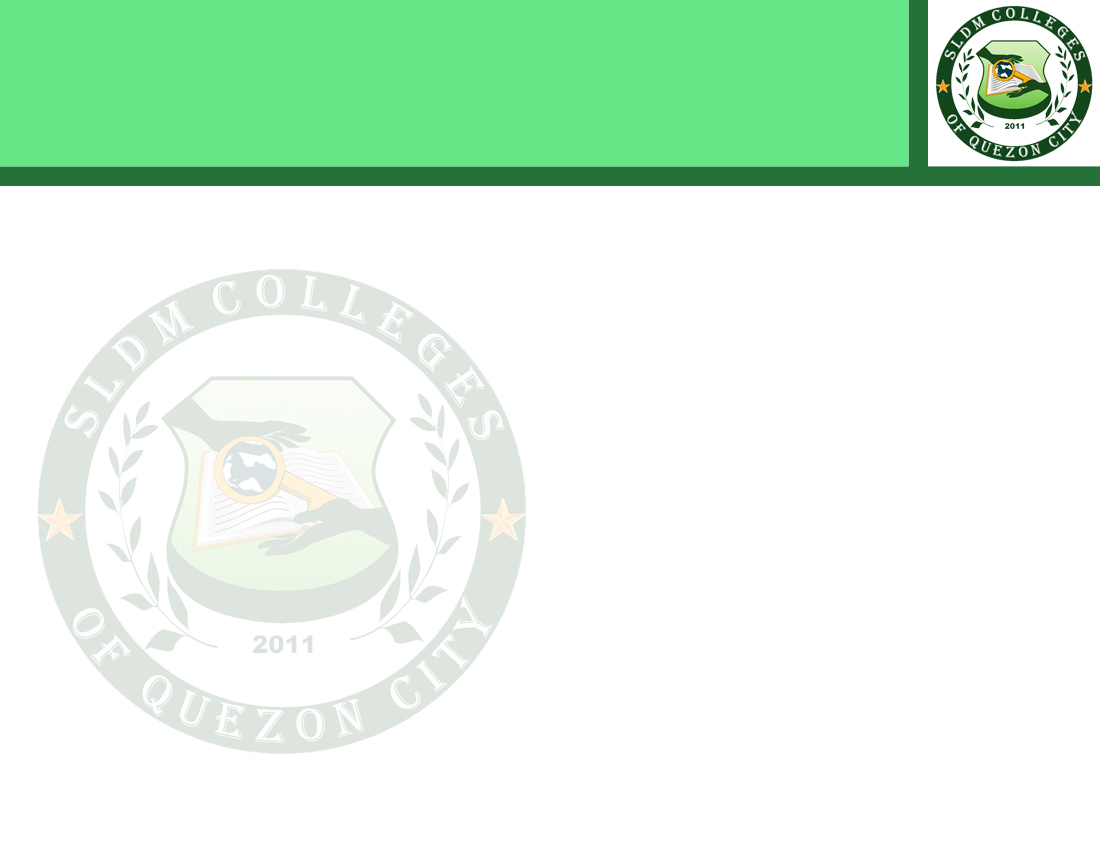 SLDM COLLEGES
2011
OF QUEZON CITY
SLDM COLLEGES
2011
OF QUEZON CITY